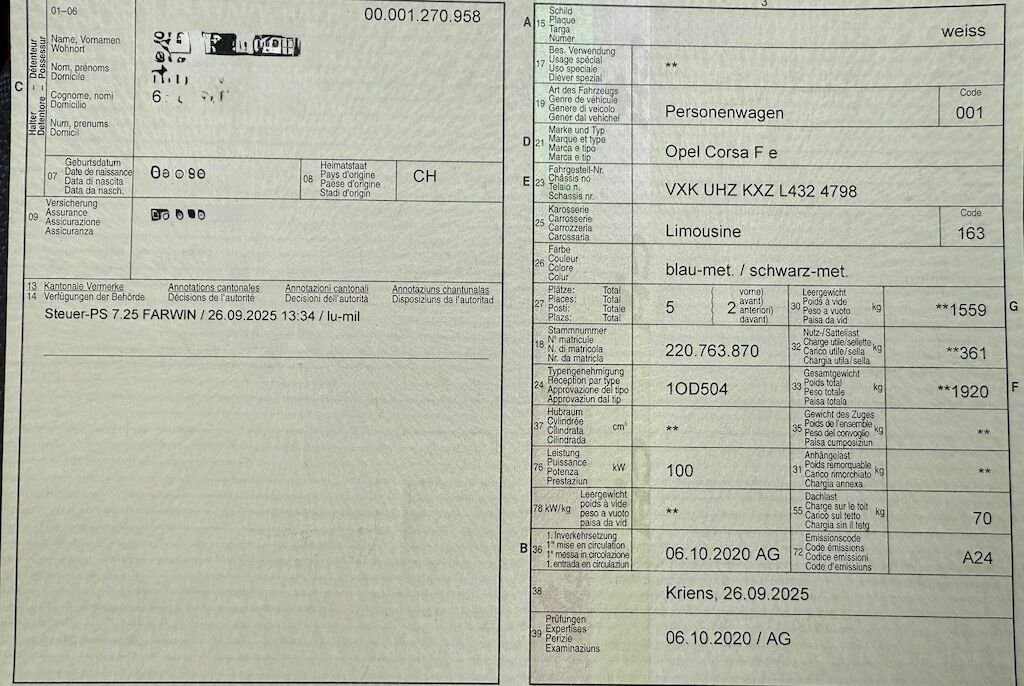 01–06
00.001.270.958
C
Halter – Détenteur
Detentore – Possessur
Name, Vornamen
Wohnort
Nom, prénoms
Domicile
Cognome, nomi
Domicilio
Num, prenums
Domicil
07
Geburtsdatum
Date de naissance
Data di nascita
Data da nasch.
08
Heimatstaat
Pays d'origine
Paese d'origine
Stadi d'origin
CH
09
Versicherung
Assurance
Assicurazione
Assicuranza
13 Kantonale Vermerke Annotations cantonales Annotazioni cantonali Annotaziuns chantunalas
14 Verfügungen der Behörde Décisions de l'autorité Decisioni dell'autorità Disposiziuns da l'autoritad
Steuer-PS 7.25 FARWIN / 26.09.2025 13:34 / lu-mil
3
A
15
Schild
Plaque
Targa
Numer
weiss
17
Bes. Verwendung
Usage spécial
Uso speciale
Diever spezial
**
19
Art des Fahrzeugs
Genre de véhicule
Genere di veicolo
Gener dal vehichel
Personenwagen
Code
001
D
21
Marke und Typ
Marque et type
Marca e tipo
Marca e tip
Opel Corsa F e
E
23
Fahrgestell-Nr.
Châssis no
Telaio n.
Schassis nr.
VXK UHZ KXZ L432 4798
25
Karosserie
Carrosserie
Carrozzeria
Carossaria
Limousine
Code
163
26
Farbe
Couleur
Colore
Colur
blau-met. / schwarz-met.
27
Plätze: Total
Places: Total
Posti: Totale
Plazs: Total
5
vorne)
avant)
anteriori)
davant)
2
30
Leergewicht
Poids à vide
Peso a vuoto
Paisa da vid
kg
**1559
G
18
Stammnummer
N° matricule
N. di matricola
Nr. da matricla
220.763.870
32
Nutz-/Sattellast
Charge utile/sellette
Carico utile/sella
Chargia utila/sella
kg
**361
24
Typengenehmigung
Réception par type
Approvazione del tipo
Approvaziun dal tip
1OD504
33
Gesamtgewicht
Poids total
Peso totale
Paisa totala
kg
**1920
F
37
Hubraum
Cylindrée
Cilindrata
Cilindrada
cm³
**
35
Gewicht des Zuges
Poids de l'ensemble
Peso del convoglio
Paisa cumposiziun
kg
**
76
Leistung
Puissance
Potenza
Prestaziun
kW
100
31
Anhängelast
Poids remorquable
Carico rimorchiato
Chargia annexa
kg
**
78 kW/kg
Leergewicht
poids à vide
peso a vuoto
paisa da vid
**
55
Dachlast
Charge sur le toit
Carico sul tetto
Chargia sin il tetg
kg
70
B
36
1. Inverkehrsetzung
1re mise en circulation
1a messa in circolazione
1. entrada en circulaziun
06.10.2020 AG
72
Emissionscode
Code émissions
Codice emissioni
Code d'emissiuns
A24
38
Kriens, 26.09.2025
39
Prüfungen
Expertises
Perizie
Examinaziuns
06.10.2020 / AG